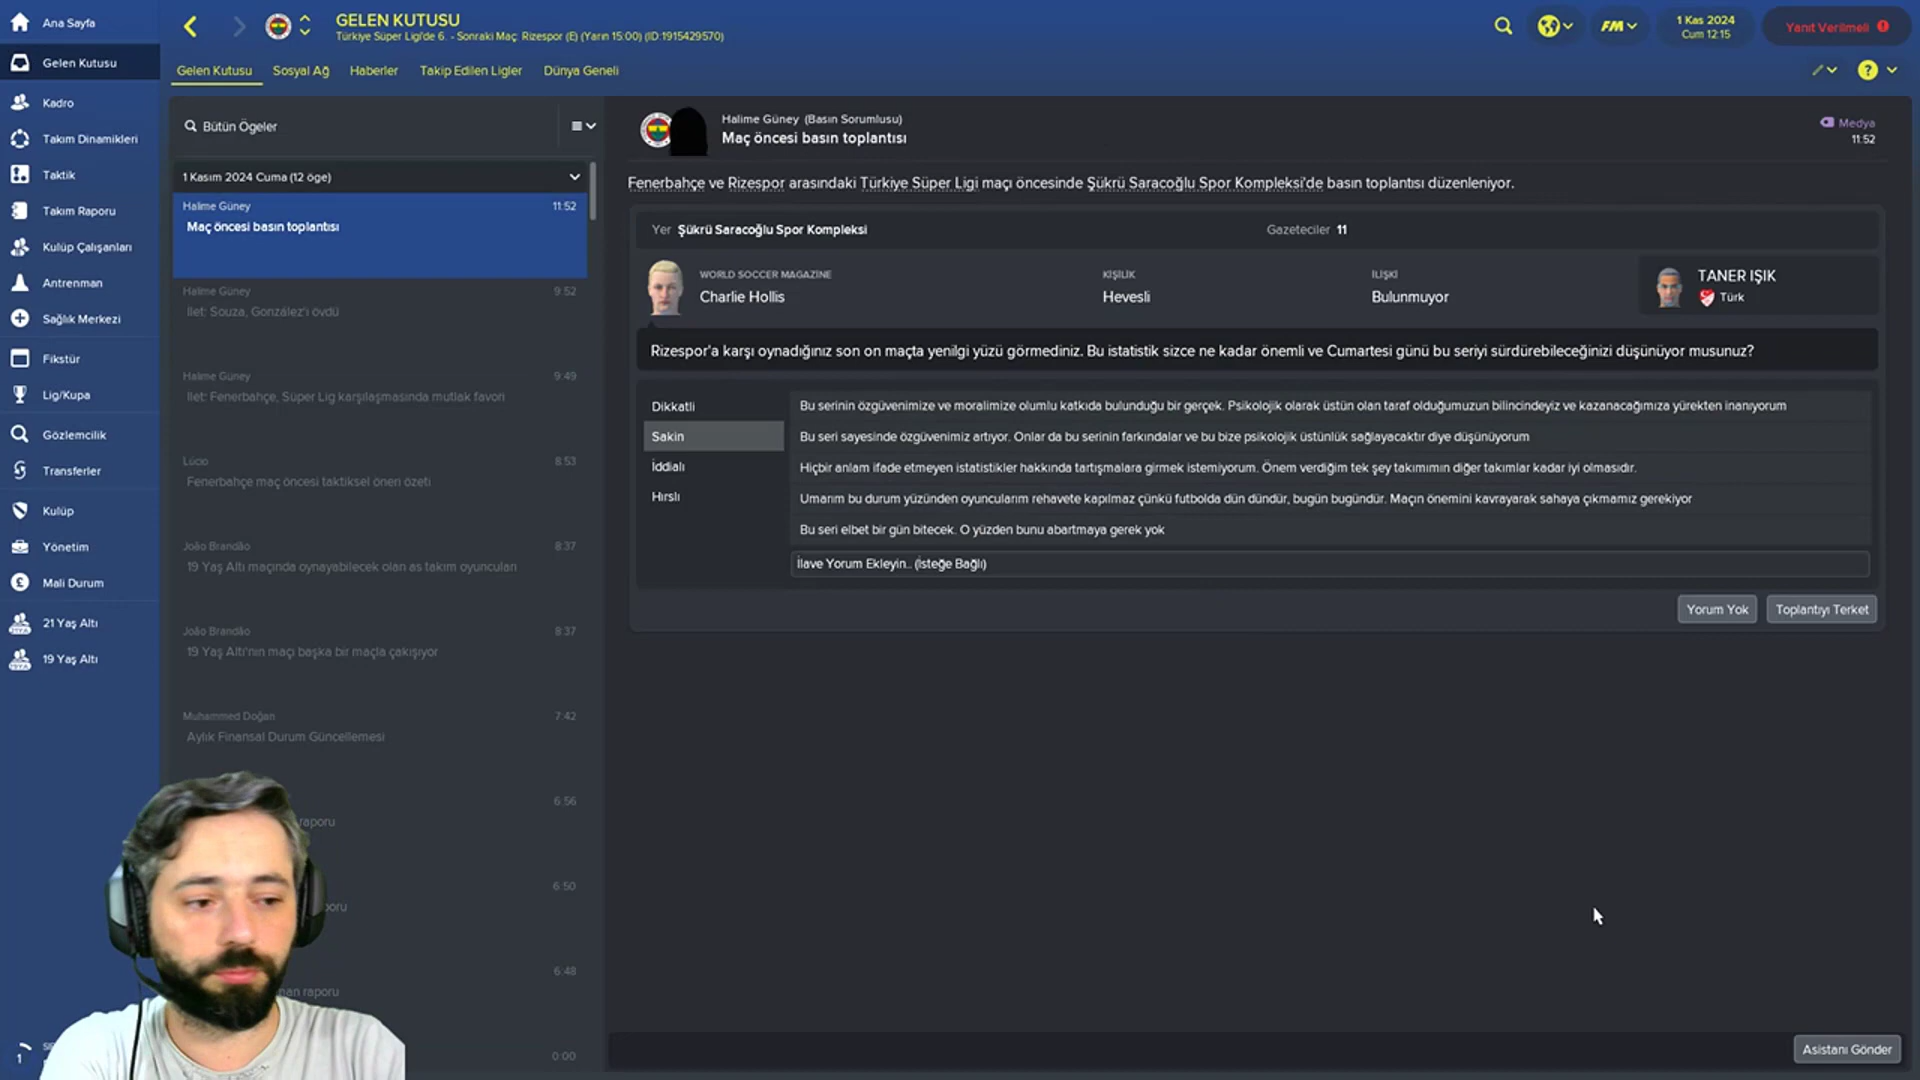 Ana Sayfa
Gelen Kutusu
Kadro
Takım Dinamikleri
Taktik
Takım Raporu
Kulüp Çalışanları
Antrenman
Sağlık Merkezi
Fikstür
Lig/Kupa
Gözlemcilik
Transferler
Kulüp
Yönetim
Mali Durum
21 Yaş Altı
19 Yaş Altı
1
GELEN KUTUSU
Türkiye Süper Ligi'de 6. - Sonraki Maç: Rizespor (E) (Yarın 15:00) (ID:1915429570)
FM
1 Kas 2024
Cum 12:15
Yanıt Verilmeli
Gelen Kutusu Sosyal Ağ Haberler Takip Edilen Ligler Dünya Geneli
Bütün Ögeler
1 Kasım 2024 Cuma (12 öge)
Halime Güney 11:52
Maç öncesi basın toplantısı
Halime Güney 9:52
İlet: Souza, González'i övdü
Halime Güney 9:49
İlet: Fenerbahçe, Süper Lig karşılaşmasında mutlak favori
Lúcio 8:53
Fenerbahçe maç öncesi taktiksel öneri özeti
João Brandão 8:37
19 Yaş Altı maçında oynayabilecek olan as takım oyuncuları
João Brandão 8:37
19 Yaş Altı'nın maçı başka bir maçla çakışıyor
Muhammed Doğan 7:42
Aylık Finansal Durum Güncellemesi
6:56
raporu
6:50
6:48
raporu
0:00
Halime Güney (Basın Sorumlusu)
Maç öncesi basın toplantısı
Medya
11:52
Fenerbahçe ve Rizespor arasındaki Türkiye Süper Ligi maçı öncesinde Şükrü Saracoğlu Spor Kompleksi'de basın toplantısı düzenleniyor.
Yer Şükrü Saracoğlu Spor Kompleksi Gazeteciler 11
WORLD SOCCER MAGAZINE
Charlie Hollis
KİŞİLİK
Hevesli
İLİŞKİ
Bulunmuyor
TANER IŞIK
Türk
Rizespor'a karşı oynadığınız son on maçta yenilgi yüzü görmediniz. Bu istatistik sizce ne kadar önemli ve Cumartesi günü bu seriyi sürdürebileceğinizi düşünüyor musunuz?
Dikkatli
Sakin
İddialı
Hırslı
Bu serinin özgüvenimize ve moralimize olumlu katkıda bulunduğu bir gerçek. Psikolojik olarak üstün olan taraf olduğumuzun bilincindeyiz ve kazanacağımıza yürekten inanıyorum
Bu seri sayesinde özgüvenimiz artıyor. Onlar da bu serinin farkındalar ve bu bize psikolojik üstünlük sağlayacaktır diye düşünüyorum
Hiçbir anlam ifade etmeyen istatistikler hakkında tartışmalara girmek istemiyorum. Önem verdiğim tek şey takımımın diğer takımlar kadar iyi olmasıdır.
Umarım bu durum yüzünden oyuncularım rehavete kapılmaz çünkü futbolda dün dündür, bugün bugündür. Maçın önemini kavrayarak sahaya çıkmamız gerekiyor
Bu seri elbet bir gün bitecek. O yüzden bunu abartmaya gerek yok
İlave Yorum Ekleyin.. (İsteğe Bağlı)
Yorum Yok Toplantıyı Terket
Asistanı Gönder